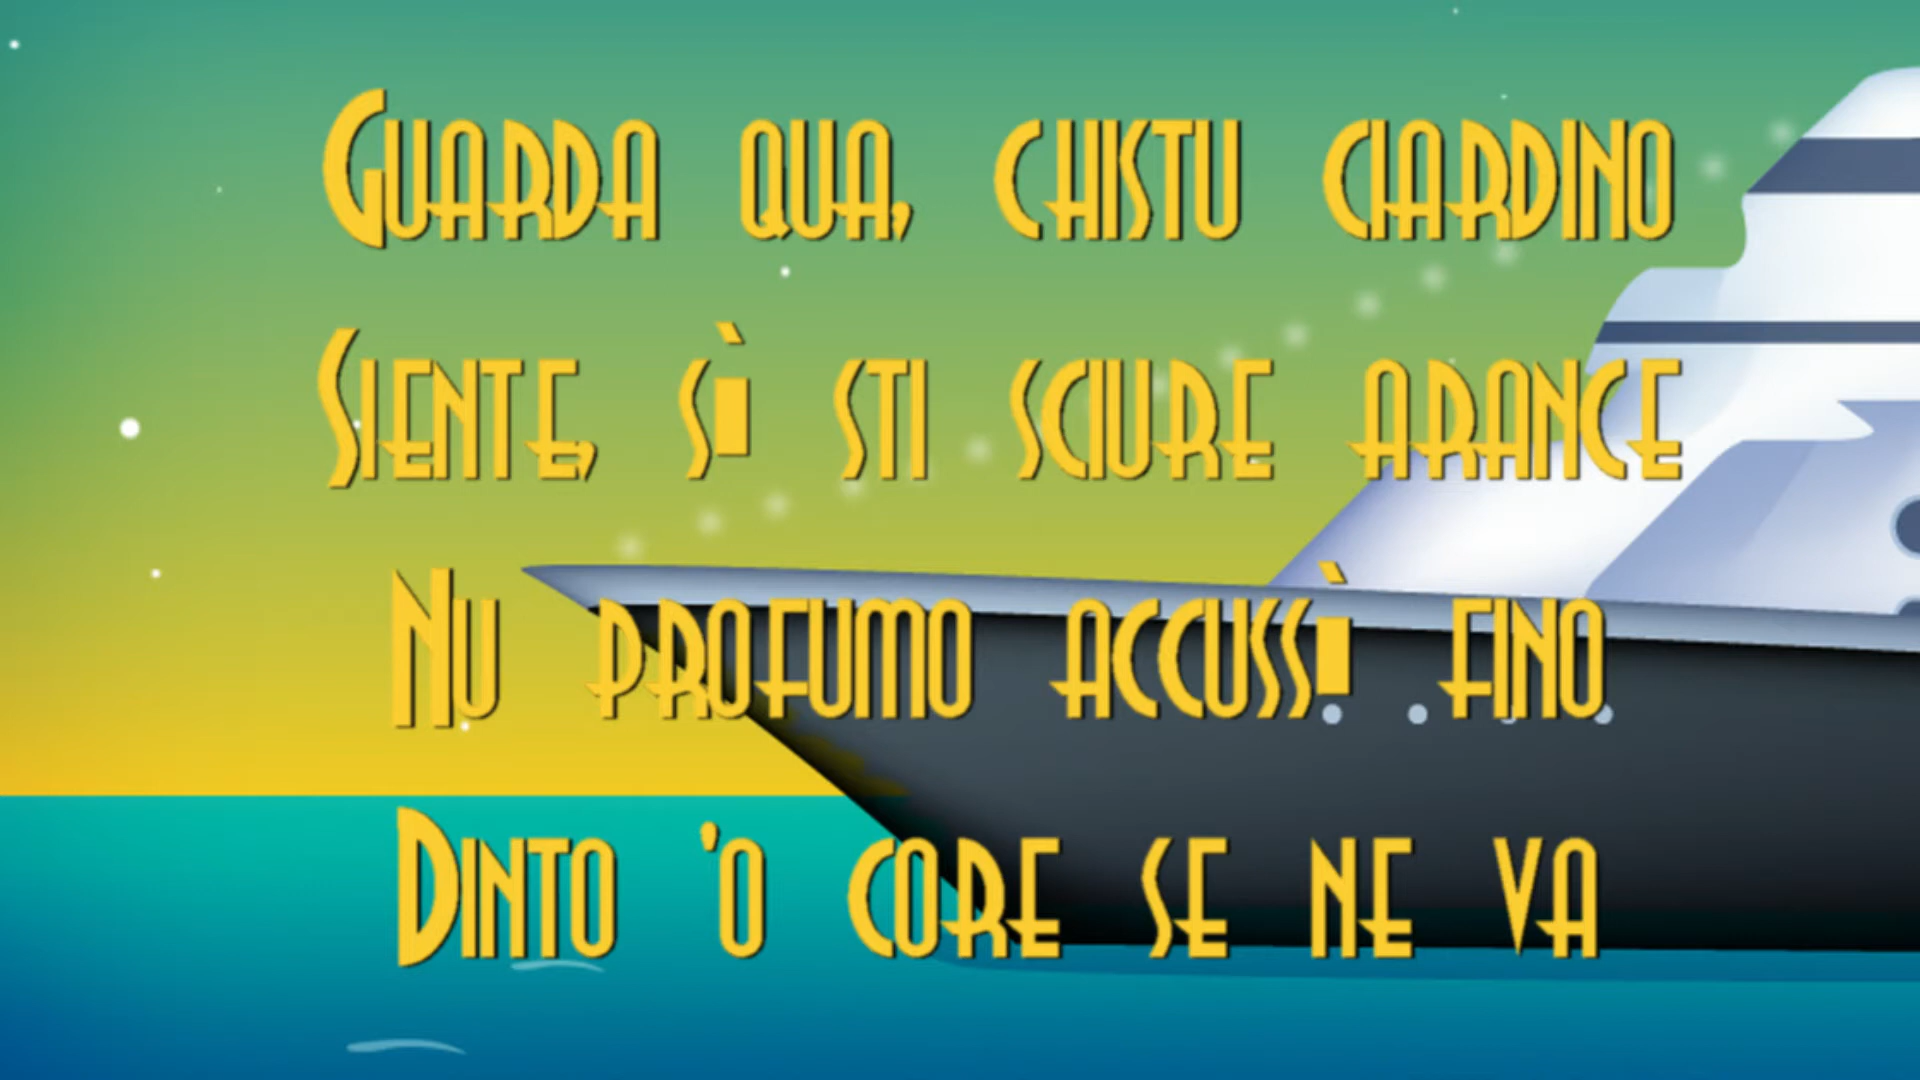 Guarda qua, chistu ciardino
Siente, sì sti sciure arance
Nu profumo accussì fino
Dinto 'o core se ne va